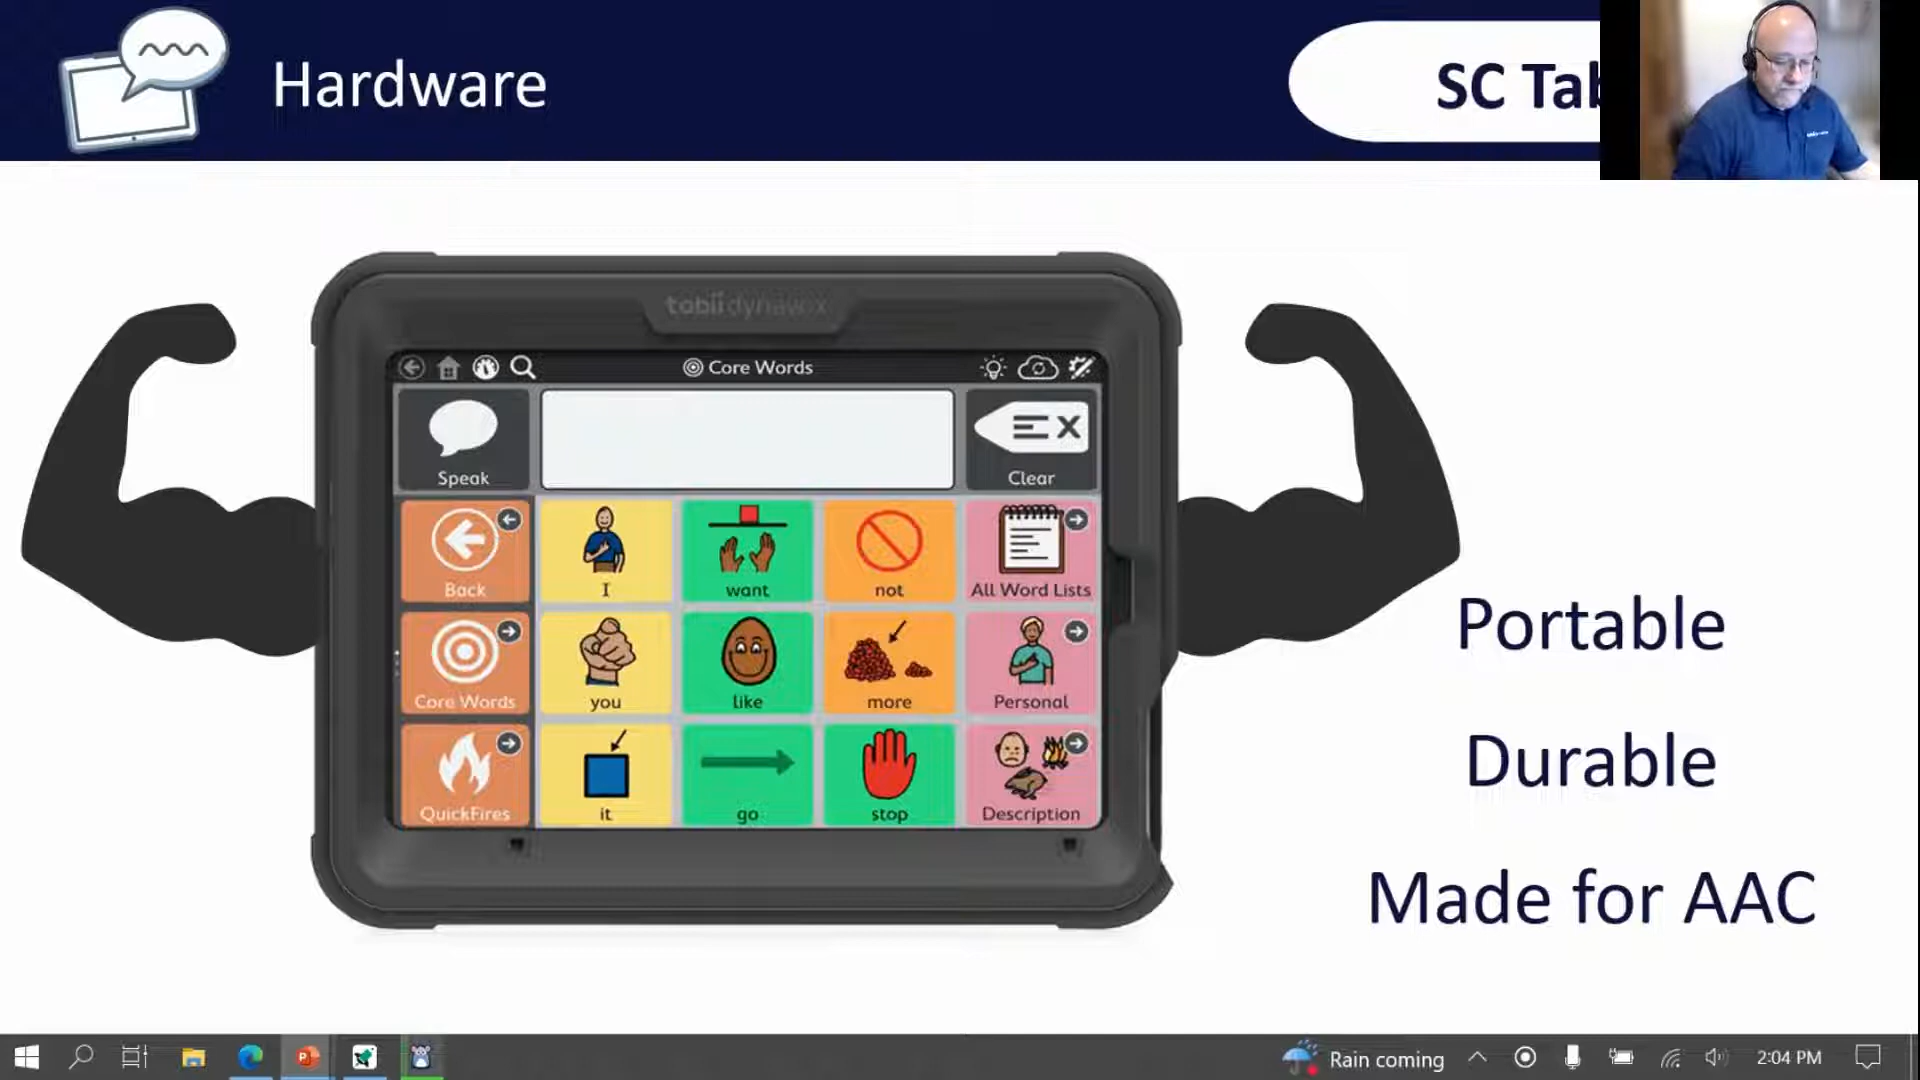 Hardware
SC Tab
tobii dynavox
Core Words
Speak
Clear
Back
I
want
not
All Word Lists
Core Words
you
like
more
Personal
QuickFires
it
go
stop
Description
Portable
Durable
Made for AAC
Rain coming
2:04 PM